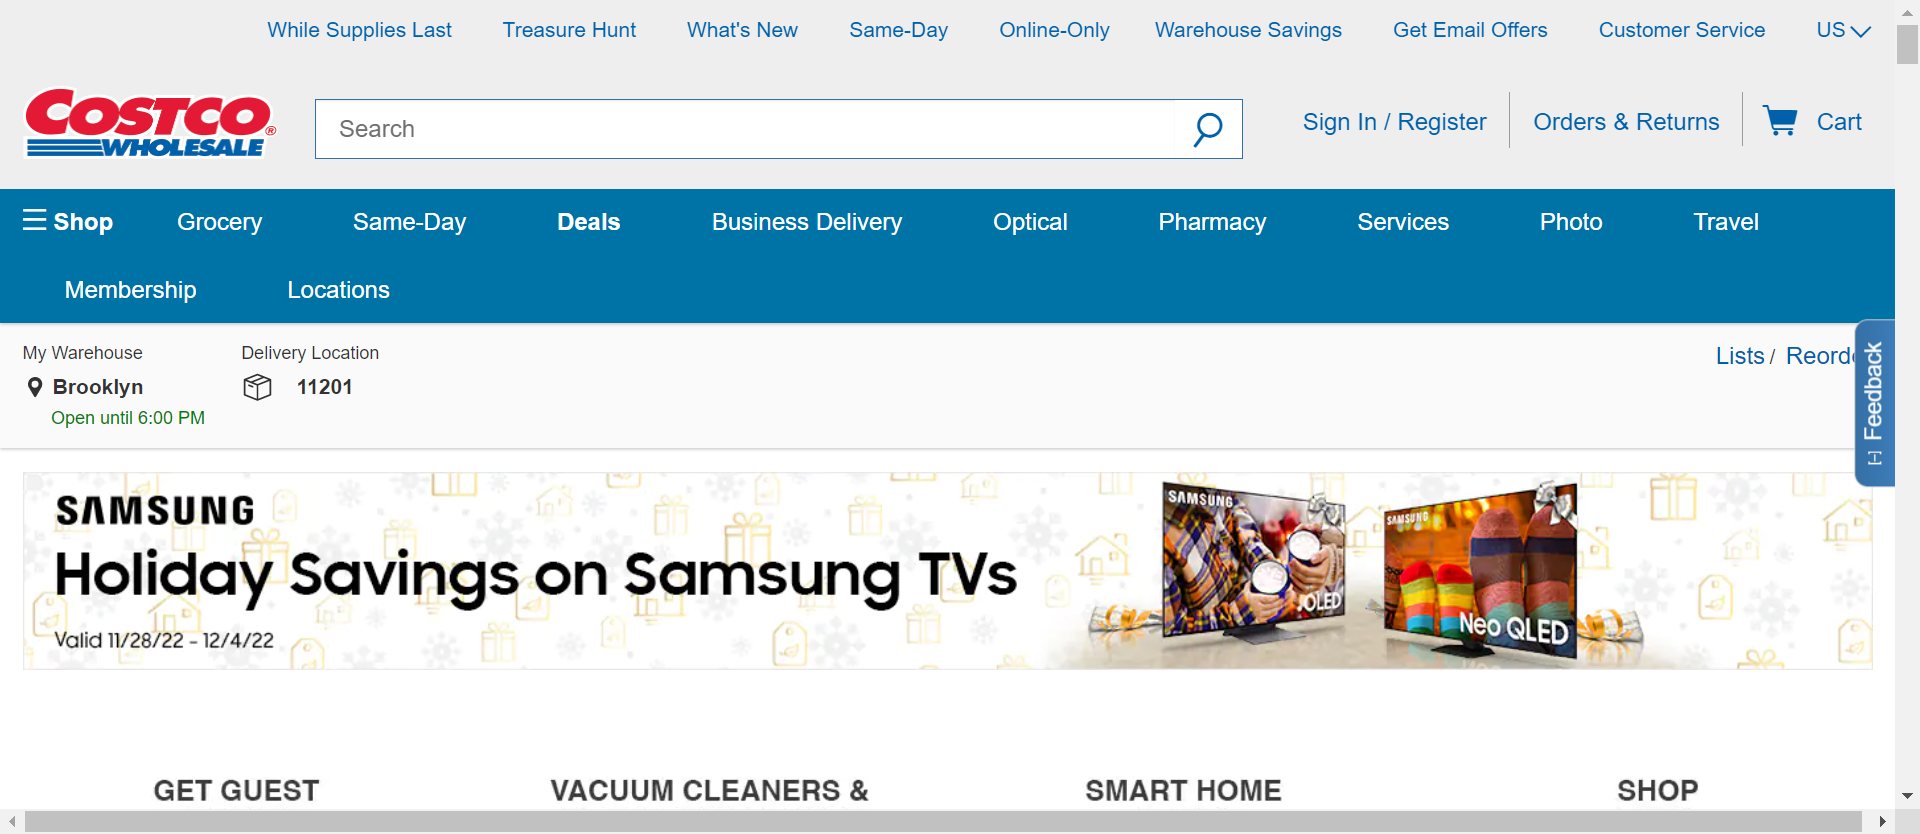 While Supplies Last Treasure Hunt What's New Same-Day Online-Only Warehouse Savings Get Email Offers Customer Service US
COSTCO®
WHOLESALE
Search
Sign In / Register Orders & Returns Cart
Shop Grocery Same-Day Deals Business Delivery Optical Pharmacy Services Photo Travel
Membership Locations
My Warehouse Delivery Location
Brooklyn 11201
Open until 6:00 PM
Lists / Reord
[-] Feedback
SAMSUNG
Holiday Savings on Samsung TVs
Valid 11/28/22 - 12/4/22
SAMSUNG
OLED
SAMSUNG
Neo QLED
GET GUEST VACUUM CLEANERS & SMART HOME SHOP